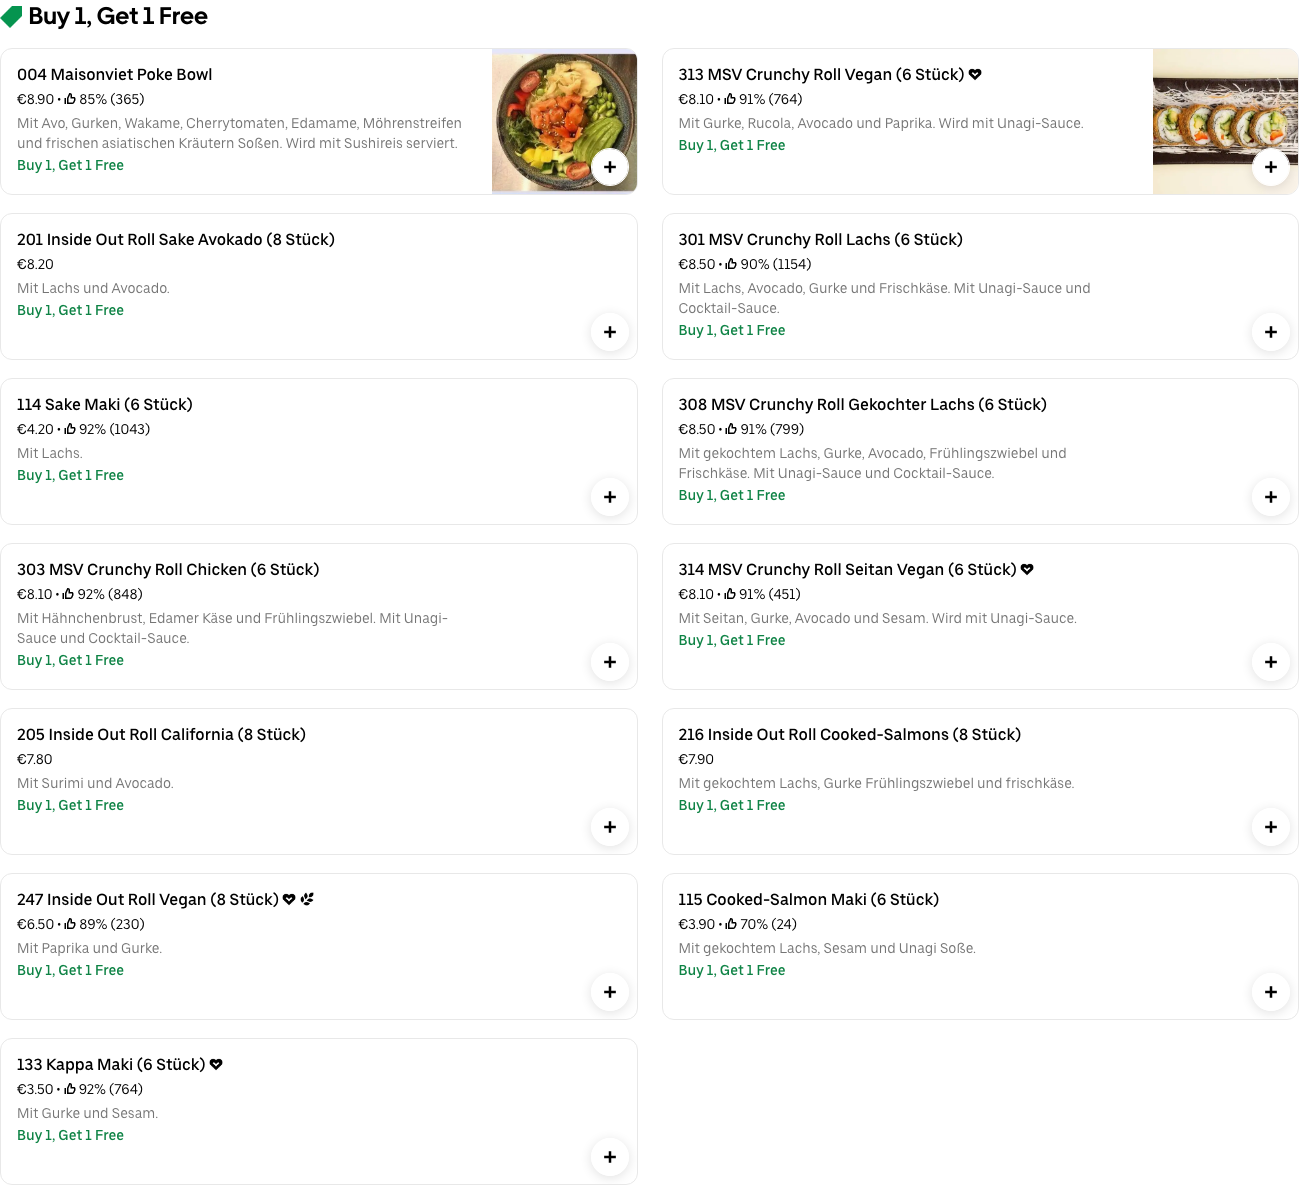 Buy 1, Get 1 Free
004 Maisonviet Poke Bowl
€8.90 • 85% (365)
Mit Avo, Gurken, Wakame, Cherrytomaten, Edamame, Möhrenstreifen
und frischen asiatischen Kräutern Soßen. Wird mit Sushireis serviert.
Buy 1, Get 1 Free
313 MSV Crunchy Roll Vegan (6 Stück)
€8.10 • 91% (764)
Mit Gurke, Rucola, Avocado und Paprika. Wird mit Unagi-Sauce.
Buy 1, Get 1 Free
201 Inside Out Roll Sake Avokado (8 Stück)
€8.20
Mit Lachs und Avocado.
Buy 1, Get 1 Free
301 MSV Crunchy Roll Lachs (6 Stück)
€8.50 • 90% (1154)
Mit Lachs, Avocado, Gurke und Frischkäse. Mit Unagi-Sauce und
Cocktail-Sauce.
Buy 1, Get 1 Free
114 Sake Maki (6 Stück)
€4.20 • 92% (1043)
Mit Lachs.
Buy 1, Get 1 Free
308 MSV Crunchy Roll Gekochter Lachs (6 Stück)
€8.50 • 91% (799)
Mit gekochtem Lachs, Gurke, Avocado, Frühlingszwiebel und
Frischkäse. Mit Unagi-Sauce und Cocktail-Sauce.
Buy 1, Get 1 Free
303 MSV Crunchy Roll Chicken (6 Stück)
€8.10 • 92% (848)
Mit Hähnchenbrust, Edamer Käse und Frühlingszwiebel. Mit Unagi-
Sauce und Cocktail-Sauce.
Buy 1, Get 1 Free
314 MSV Crunchy Roll Seitan Vegan (6 Stück)
€8.10 • 91% (451)
Mit Seitan, Gurke, Avocado und Sesam. Wird mit Unagi-Sauce.
Buy 1, Get 1 Free
205 Inside Out Roll California (8 Stück)
€7.80
Mit Surimi und Avocado.
Buy 1, Get 1 Free
216 Inside Out Roll Cooked-Salmons (8 Stück)
€7.90
Mit gekochtem Lachs, Gurke Frühlingszwiebel und frischkäse.
Buy 1, Get 1 Free
247 Inside Out Roll Vegan (8 Stück)
€6.50 • 89% (230)
Mit Paprika und Gurke.
Buy 1, Get 1 Free
115 Cooked-Salmon Maki (6 Stück)
€3.90 • 70% (24)
Mit gekochtem Lachs, Sesam und Unagi Soße.
Buy 1, Get 1 Free
133 Kappa Maki (6 Stück)
€3.50 • 92% (764)
Mit Gurke und Sesam.
Buy 1, Get 1 Free